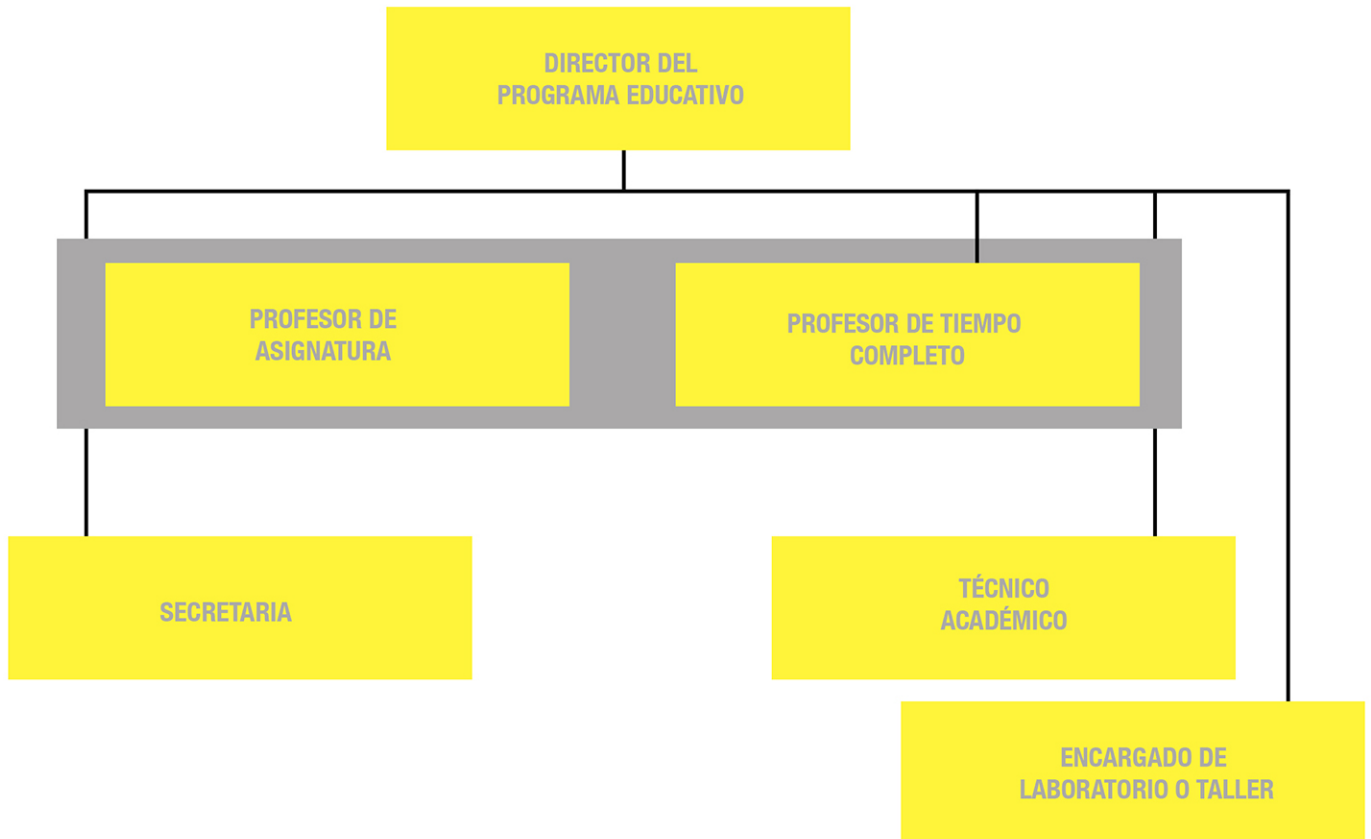 DIRECTOR DEL
PROGRAMA EDUCATIVO
PROFESOR DE
ASIGNATURA
PROFESOR DE TIEMPO
COMPLETO
SECRETARIA
TÉCNICO
ACADÉMICO
ENCARGADO DE
LABORATORIO O TALLER